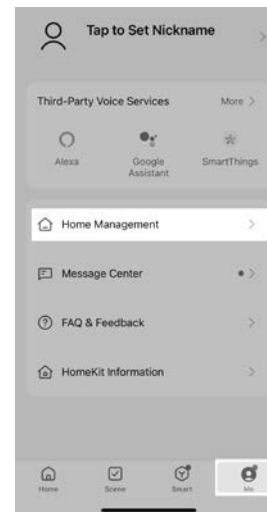 Tap to Set Nickname
Third-Party Voice Services More
Alexa
Google Assistant
SmartThings
Home Management
Message Center
FAQ & Feedback
HomeKit Information
Home Scene Smart Me